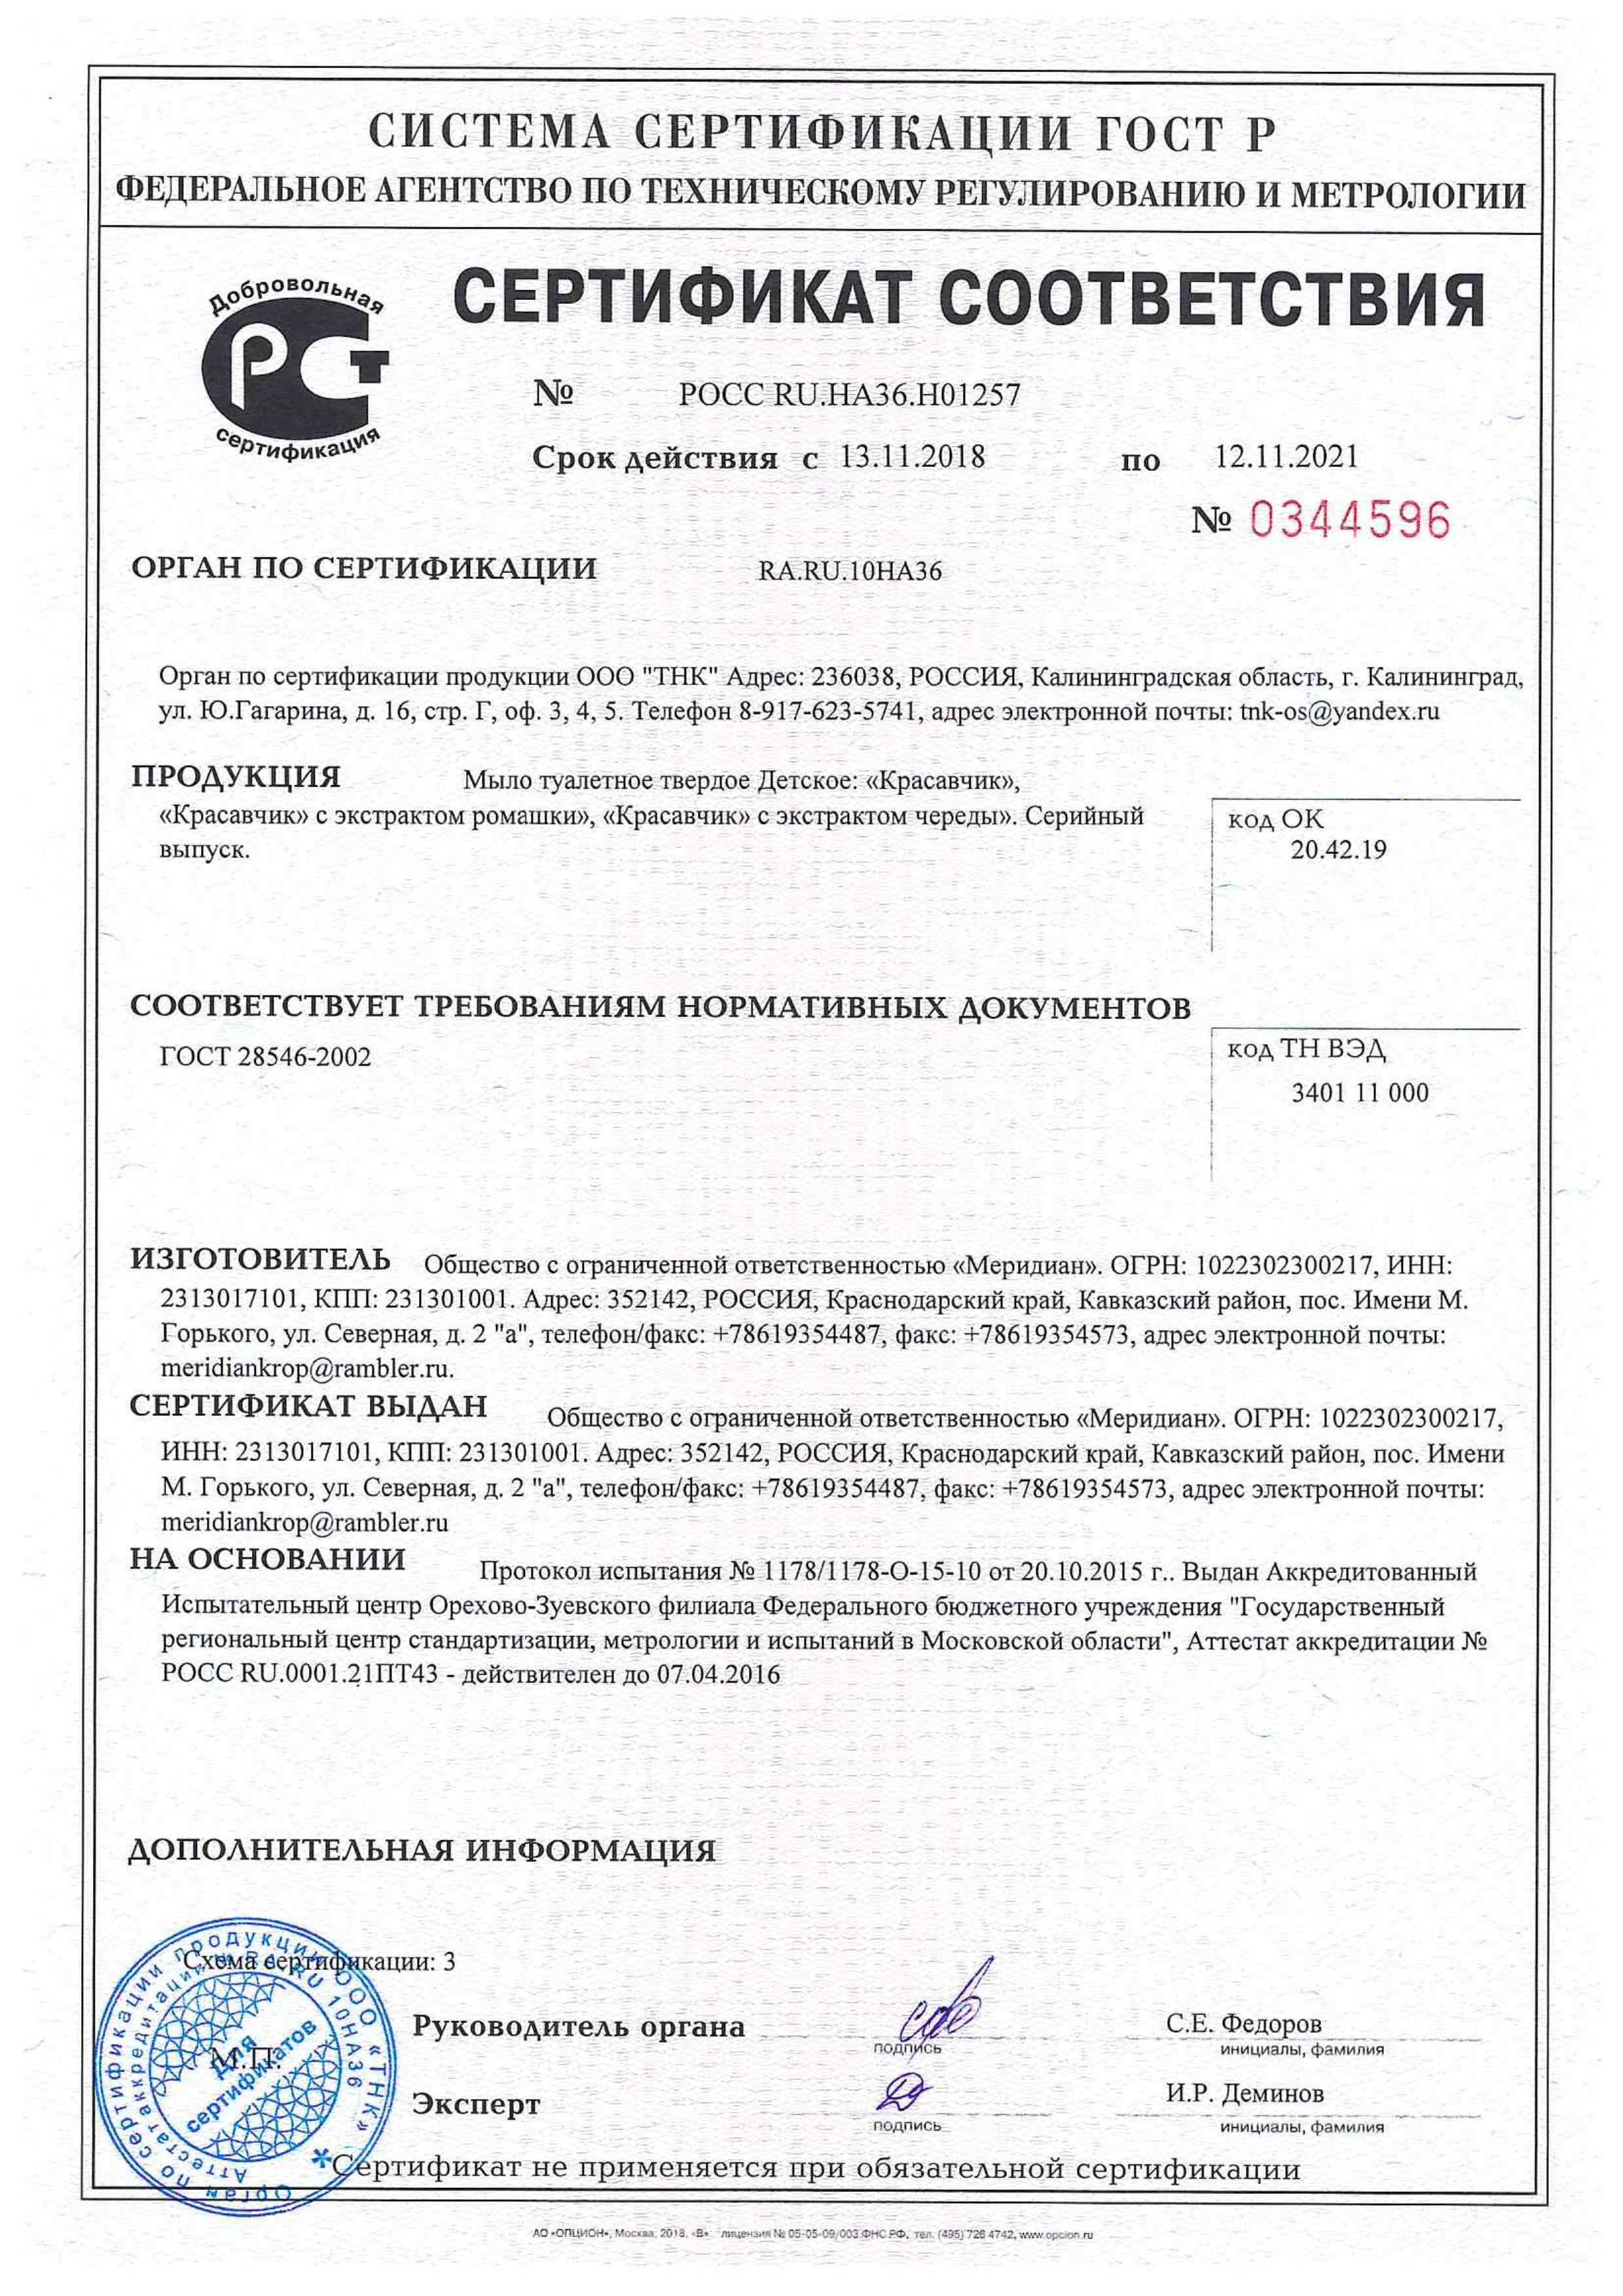 СИСТЕМА СЕРТИФИКАЦИИ ГОСТ Р
ФЕДЕРАЛЬНОЕ АГЕНТСТВО ПО ТЕХНИЧЕСКОМУ РЕГУЛИРОВАНИЮ И МЕТРОЛОГИИ
Добровольная
РСТ
сертификация
СЕРТИФИКАТ СООТВЕТСТВИЯ
№ РОСС RU.НА36.Н01257
Срок действия с 13.11.2018 по 12.11.2021
№ 0344596
ОРГАН ПО СЕРТИФИКАЦИИ RA.RU.10НА36
Орган по сертификации продукции ООО "ТНК" Адрес: 236038, РОССИЯ, Калининградская область, г. Калининград,
ул. Ю.Гагарина, д. 16, стр. Г, оф. 3, 4, 5. Телефон 8-917-623-5741, адрес электронной почты: tnk-os@yandex.ru
ПРОДУКЦИЯ Мыло туалетное твердое Детское: «Красавчик»,
«Красавчик» с экстрактом ромашки», «Красавчик» с экстрактом череды». Серийный
выпуск.
код ОК
20.42.19
СООТВЕТСТВУЕТ ТРЕБОВАНИЯМ НОРМАТИВНЫХ ДОКУМЕНТОВ
ГОСТ 28546-2002
код ТН ВЭД
3401 11 000
ИЗГОТОВИТЕЛЬ Общество с ограниченной ответственностью «Меридиан». ОГРН: 1022302300217, ИНН:
2313017101, КПП: 231301001. Адрес: 352142, РОССИЯ, Краснодарский край, Кавказский район, пос. Имени М.
Горького, ул. Северная, д. 2 "а", телефон/факс: +78619354487, факс: +78619354573, адрес электронной почты:
meridiankrop@rambler.ru.
СЕРТИФИКАТ ВЫДАН Общество с ограниченной ответственностью «Меридиан». ОГРН: 1022302300217,
ИНН: 2313017101, КПП: 231301001. Адрес: 352142, РОССИЯ, Краснодарский край, Кавказский район, пос. Имени
М. Горького, ул. Северная, д. 2 "а", телефон/факс: +78619354487, факс: +78619354573, адрес электронной почты:
meridiankrop@rambler.ru
НА ОСНОВАНИИ Протокол испытания № 1178/1178-О-15-10 от 20.10.2015 г.. Выдан Аккредитованный
Испытательный центр Орехово-Зуевского филиала Федерального бюджетного учреждения "Государственный
региональный центр стандартизации, метрологии и испытаний в Московской области", Аттестат аккредитации №
РОСС RU.0001.21ПТ43 - действителен до 07.04.2016
ДОПОЛНИТЕЛЬНАЯ ИНФОРМАЦИЯ
Схема сертификации: 3
Орган по сертификации продукции ООО «ТНК»
Аттестат аккредитации № RA.RU 10НА36
Для
сертификатов
М.П.
Руководитель органа
подпись
С.Е. Федоров
инициалы, фамилия
Эксперт
подпись
И.Р. Деминов
инициалы, фамилия
Сертификат не применяется при обязательной сертификации
АО «ОПЦИОН», Москва, 2018, «В» лицензия № 05-05-09/003 ФНС РФ, тел. (495) 726 4742, www.opcion.ru